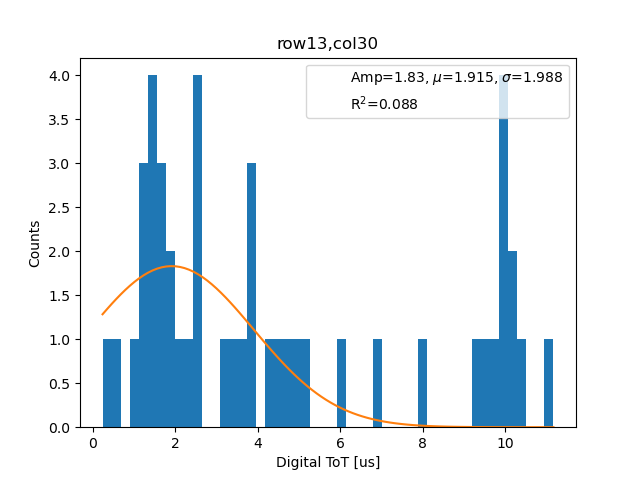 row13,col30
Amp=1.83, μ=1.915, σ=1.988
R²=0.088
Counts
4.0
3.5
3.0
2.5
2.0
1.5
1.0
0.5
0.0
0 2 4 6 8 10
Digital ToT [us]